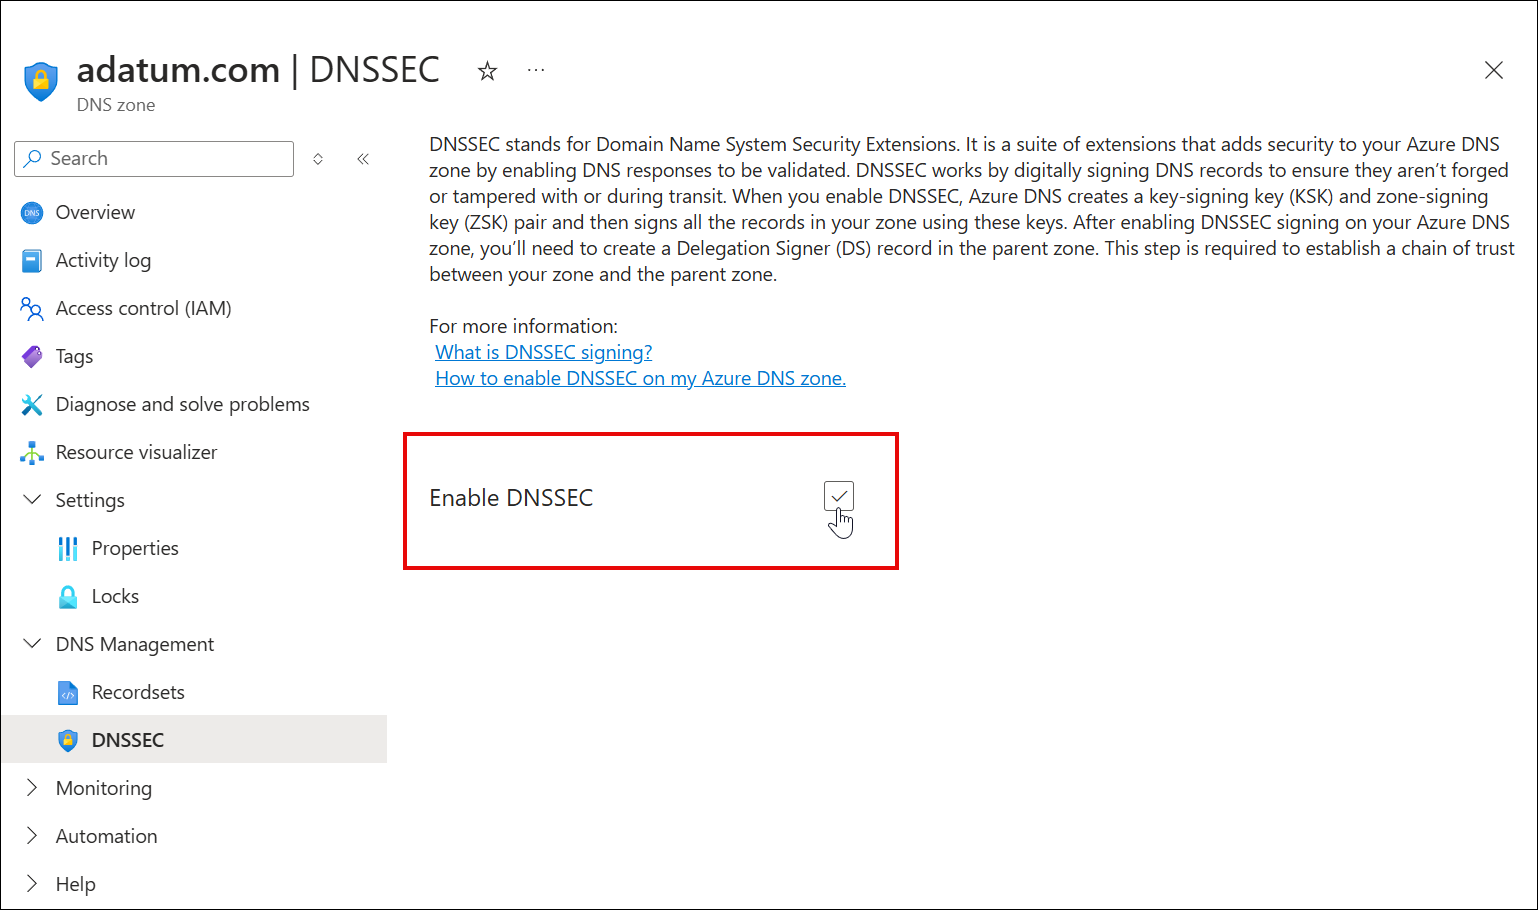 adatum.com | DNSSEC
DNS zone
Search
DNS
Overview
Activity log
Access control (IAM)
Tags
Diagnose and solve problems
Resource visualizer
Settings
Properties
Locks
DNS Management
Recordsets
DNSSEC
Monitoring
Automation
Help
DNSSEC stands for Domain Name System Security Extensions. It is a suite of extensions that adds security to your Azure DNS
zone by enabling DNS responses to be validated. DNSSEC works by digitally signing DNS records to ensure they aren’t forged
or tampered with or during transit. When you enable DNSSEC, Azure DNS creates a key-signing key (KSK) and zone-signing
key (ZSK) pair and then signs all the records in your zone using these keys. After enabling DNSSEC signing on your Azure DNS
zone, you’ll need to create a Delegation Signer (DS) record in the parent zone. This step is required to establish a chain of trust
between your zone and the parent zone.
For more information:
What is DNSSEC signing?
How to enable DNSSEC on my Azure DNS zone.
Enable DNSSEC